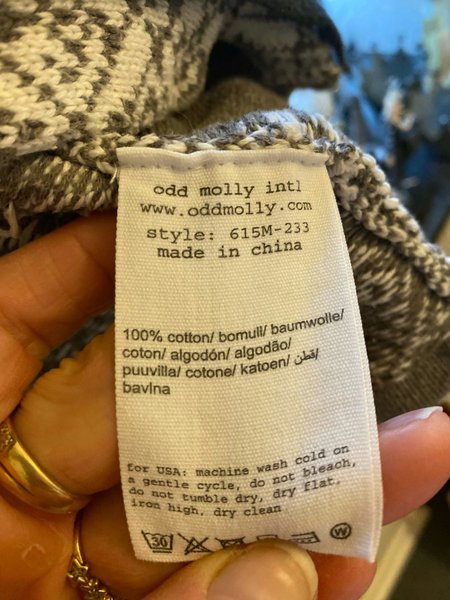 odd molly intl
www.oddmolly.com
style: 615M-233
made in china
100% cotton/ bomull/ baumwolle/
coton/ algodón/ algodão/
puuvilla/ cotone/ katoen/ قطن/
bavlna
for USA: machine wash cold on
a gentle cycle, do not bleach,
do not tumble dry, dry flat,
iron high, dry clean
30 W